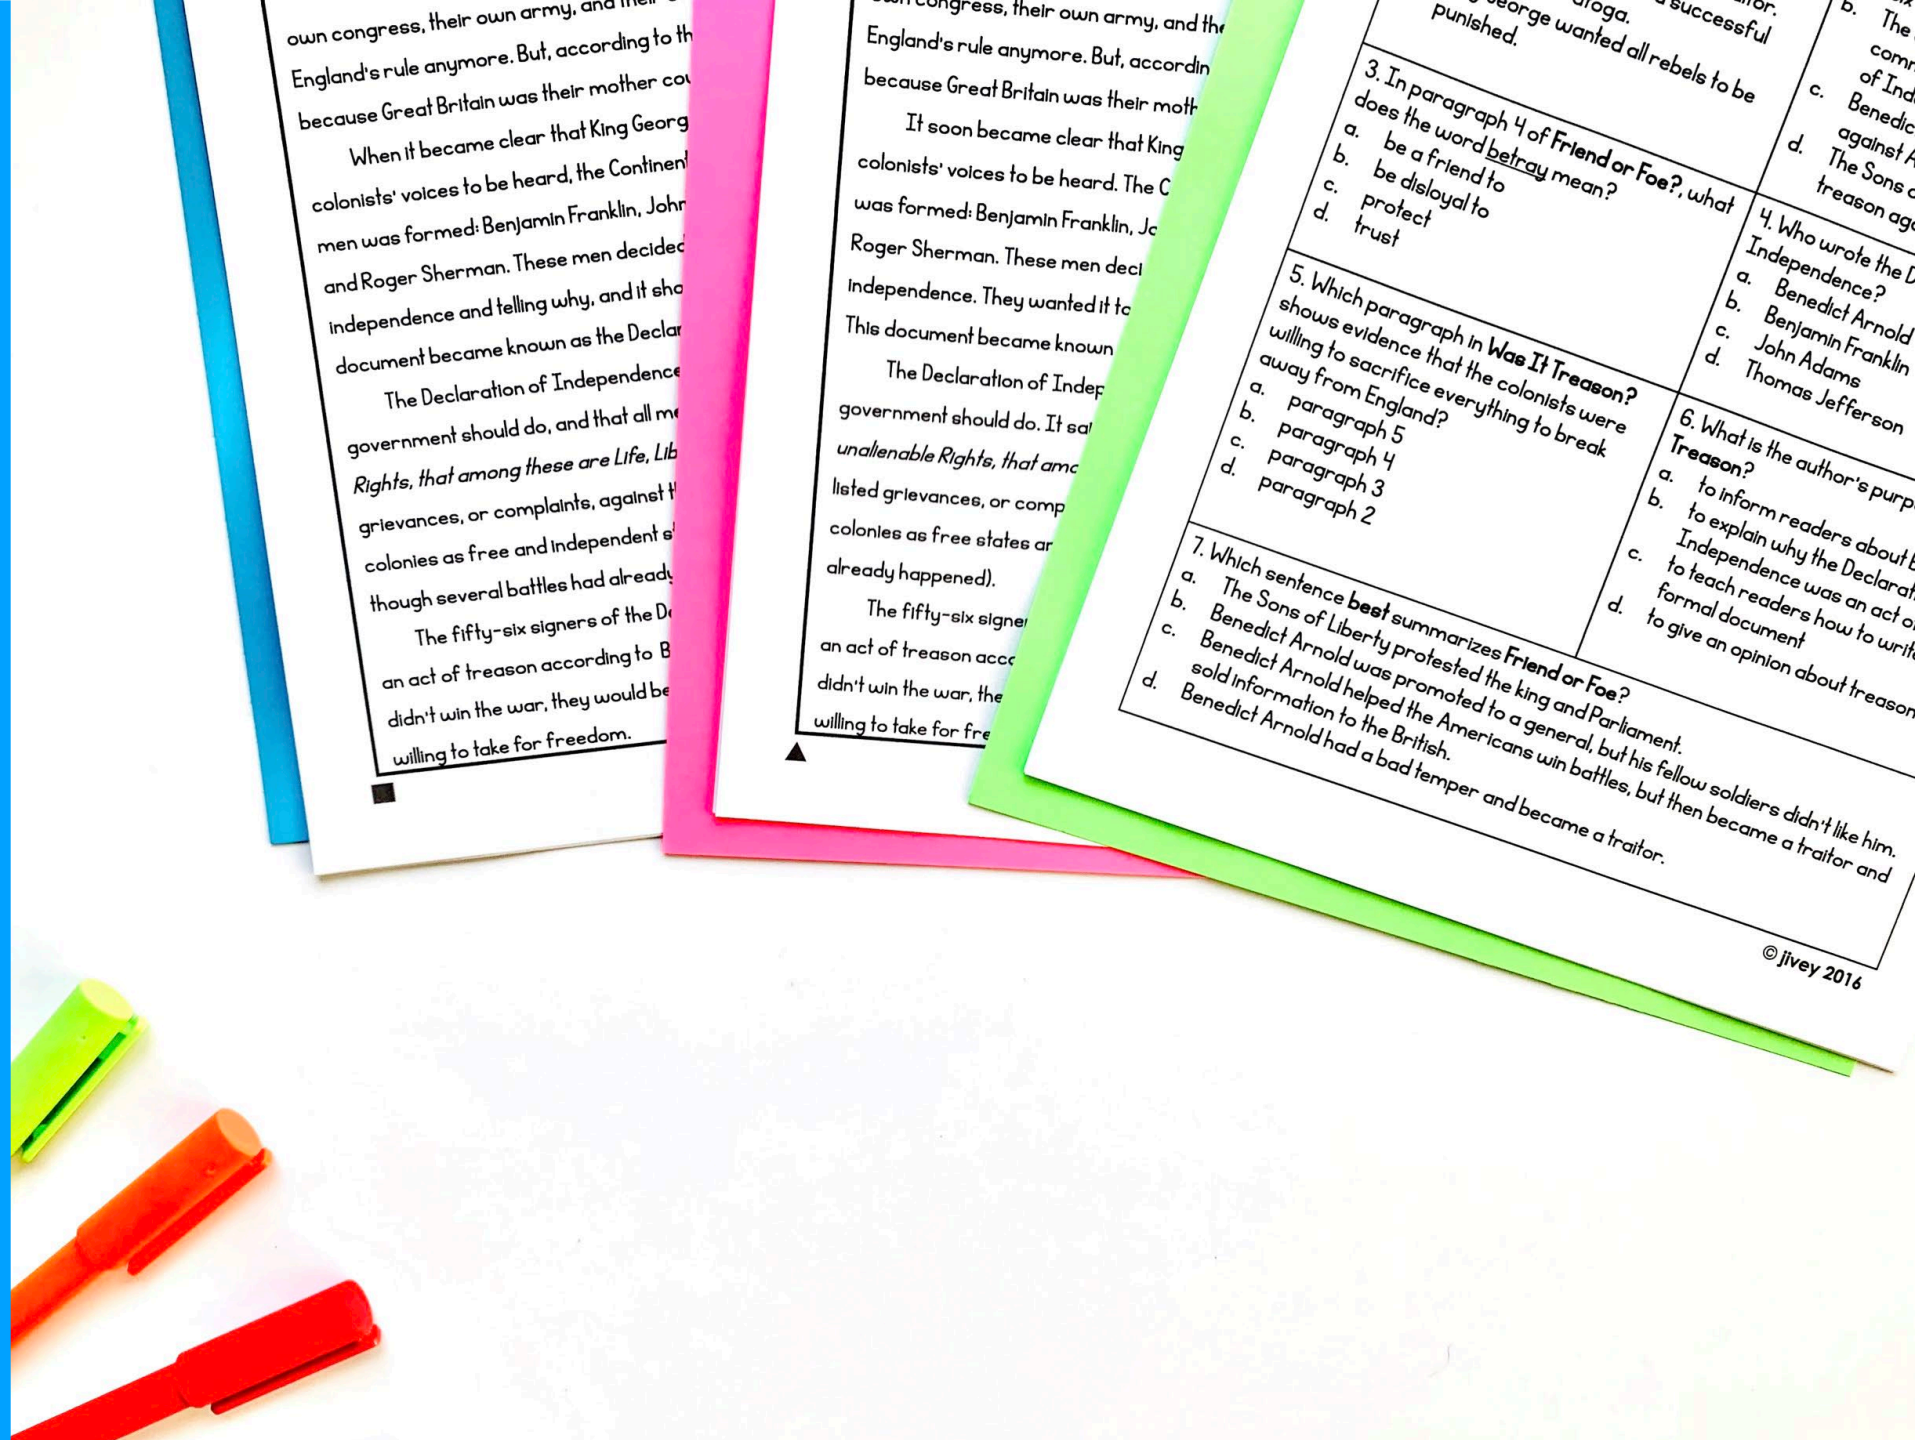 own congress, their own army, and their
England's rule anymore. But, according to th
because Great Britain was their mother cou
When it became clear that King Georg
colonists' voices to be heard, the Continent
men was formed: Benjamin Franklin, John
and Roger Sherman. These men decided
independence and telling why, and it sho
document became known as the Declar
The Declaration of Independence
government should do, and that all me
Rights, that among these are Life, Lib
grievances, or complaints, against t
colonies as free and independent s
though several battles had already
The fifty-six signers of the De
an act of treason according to B
didn't win the war, they would be
willing to take for freedom.
own congress, their own army, and the
England's rule anymore. But, accordin
because Great Britain was their moth
It soon became clear that King
colonists' voices to be heard. The C
was formed: Benjamin Franklin, Jo
Roger Sherman. These men deci
independence. They wanted it to
This document became known
The Declaration of Indep
government should do. It sa
unalienable Rights, that amo
listed grievances, or comp
colonies as free states ar
already happened).
The fifty-six signer
an act of treason acco
didn't win the war, the
willing to take for fre
successful
George wanted all rebels to be
punished.
b. The
comm
of Ind
c. Benedic
against A
d. The Sons o
treason aga
3. In paragraph 4 of Friend or Foe?, what
does the word betray mean?
a. be a friend to
b. be disloyal to
c. protect
d. trust
4. Who wrote the D
Independence?
a. Benedict Arnold
b. Benjamin Franklin
c. John Adams
d. Thomas Jefferson
5. Which paragraph in Was It Treason?
shows evidence that the colonists were
willing to sacrifice everything to break
away from England?
a. paragraph 5
b. paragraph 4
c. paragraph 3
d. paragraph 2
6. What is the author's purp
Treason?
a. to inform readers about B
b. to explain why the Declarat
Independence was an act o
c. to teach readers how to write
formal document
d. to give an opinion about treason
7. Which sentence best summarizes Friend or Foe?
a. The Sons of Liberty protested the king and Parliament.
b. Benedict Arnold was promoted to a general, but his fellow soldiers didn't like him.
c. Benedict Arnold helped the Americans win battles, but then became a traitor and
sold information to the British.
d. Benedict Arnold had a bad temper and became a traitor.
© jivey 2016